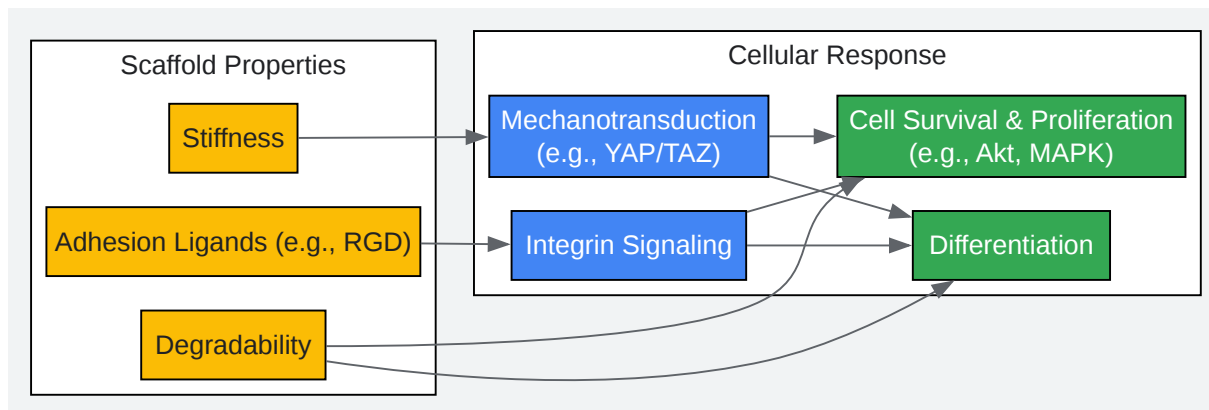 Scaffold Properties
Stiffness
Adhesion Ligands (e.g., RGD)
Degradability
Cellular Response
Mechanotransduction
(e.g., YAP/TAZ)
Integrin Signaling
Cell Survival & Proliferation
(e.g., Akt, MAPK)
Differentiation